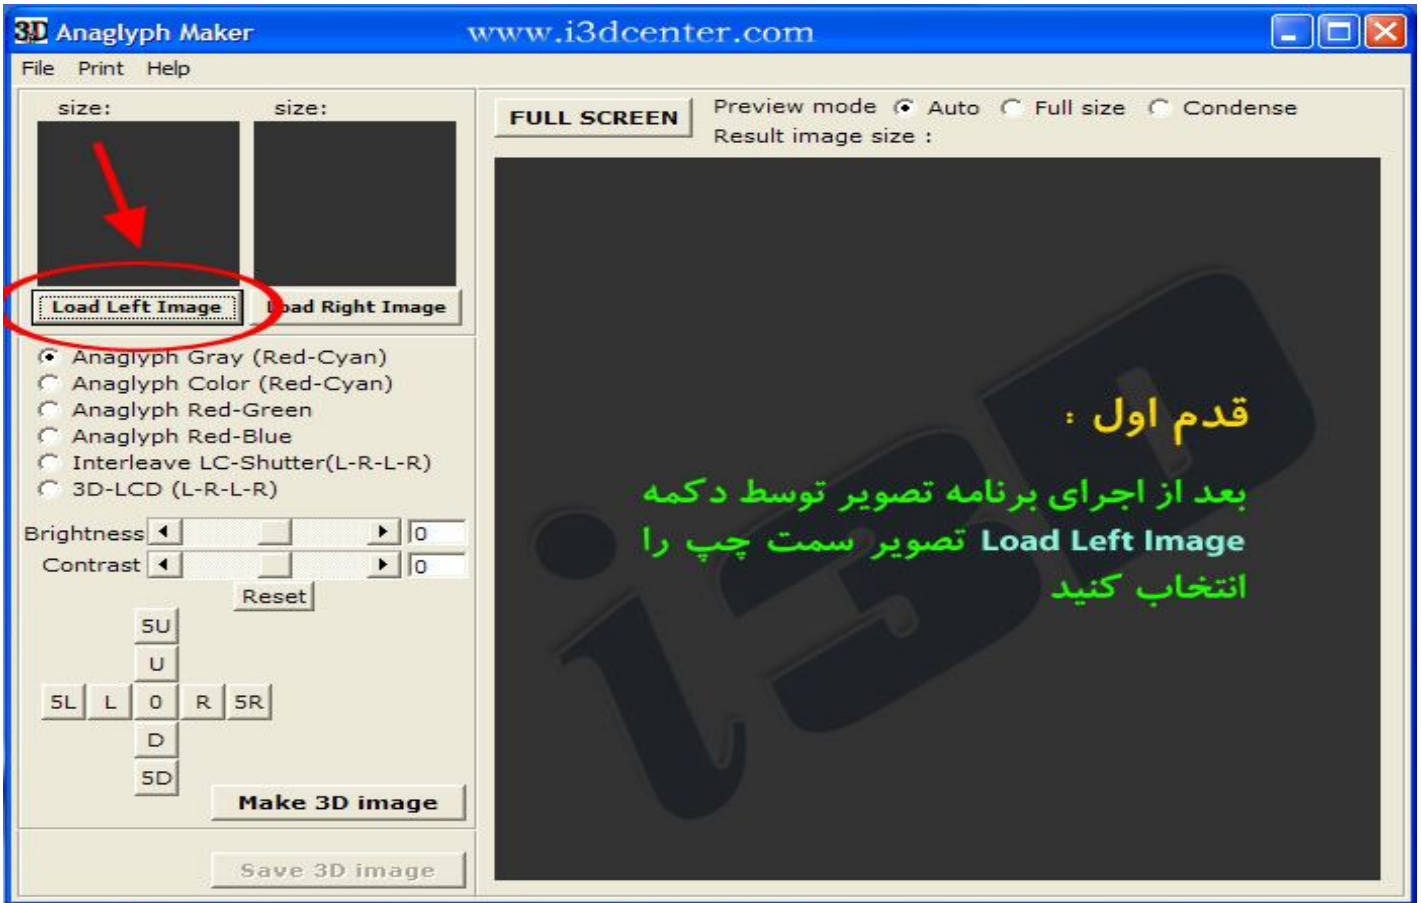 3D Anaglyph Maker www.i3dcenter.com
File Print Help
size: size:
Load Left Image Load Right Image
Anaglyph Gray (Red-Cyan)
Anaglyph Color (Red-Cyan)
Anaglyph Red-Green
Anaglyph Red-Blue
Interleave LC-Shutter(L-R-L-R)
3D-LCD (L-R-L-R)
Brightness 0
Contrast 0
Reset
5U
U
5L L 0 R 5R
D
5D
Make 3D image
Save 3D image
FULL SCREEN Preview mode Auto Full size Condense
Result image size :
i3D
قدم اول :
بعد از اجرای برنامه تصویر توسط دکمه
Load Left Image تصویر سمت چپ را
انتخاب کنید